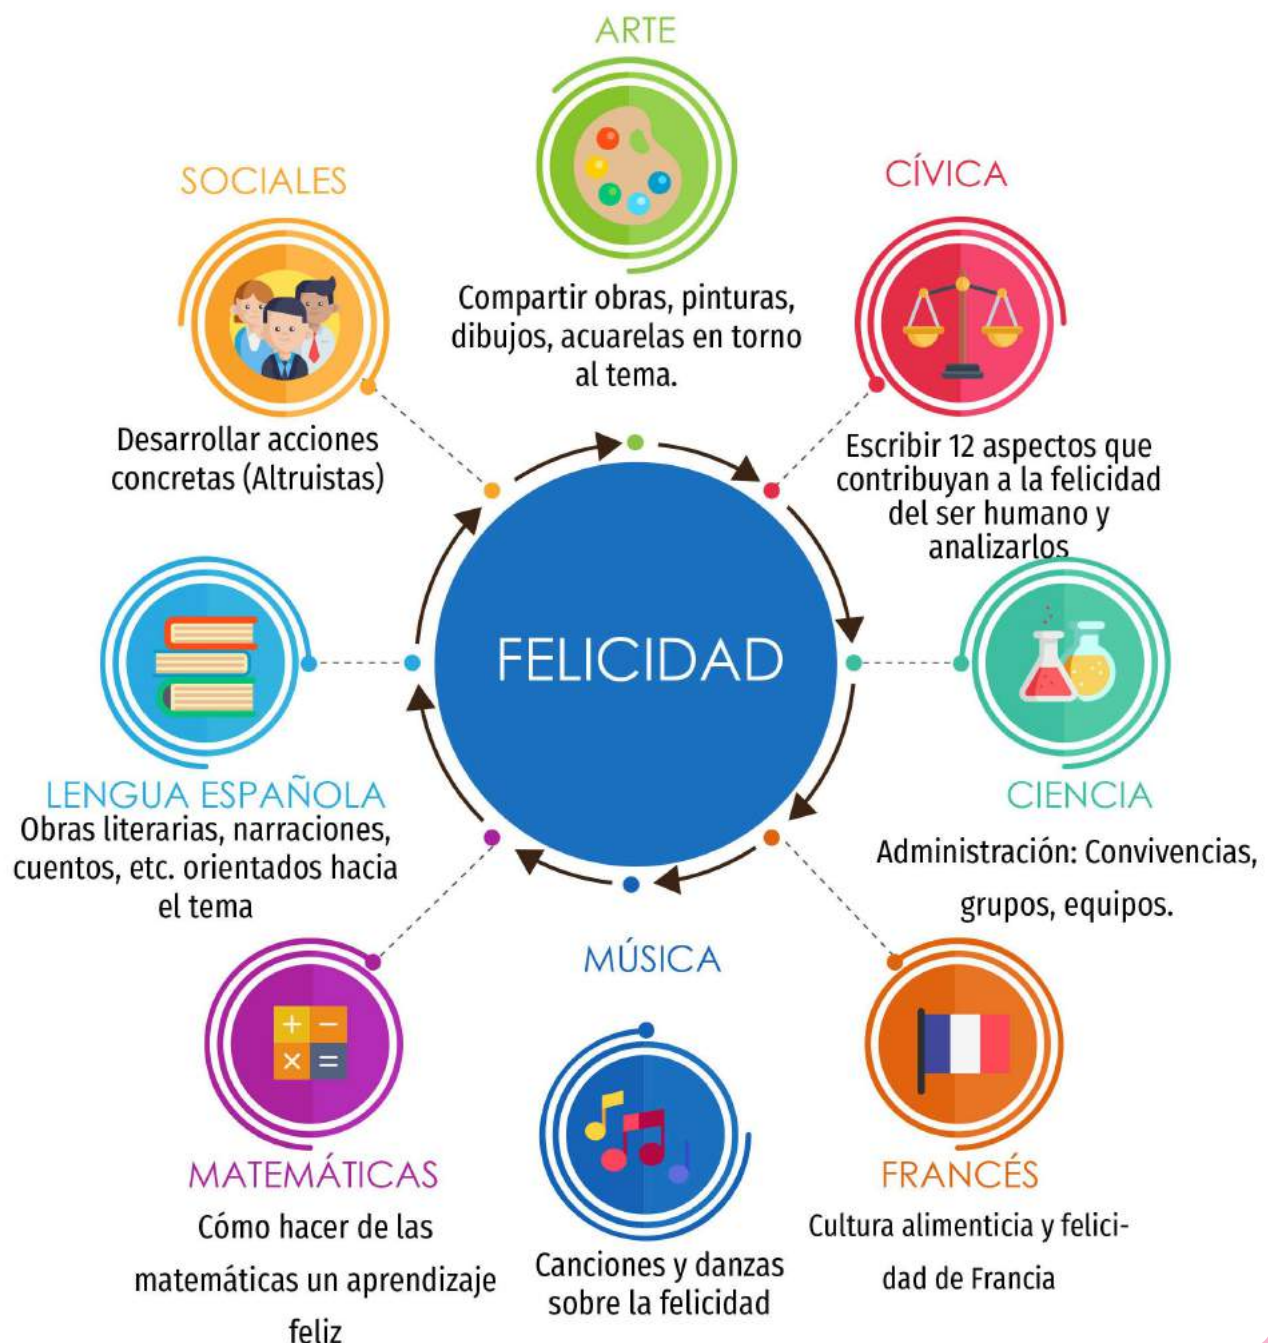 ARTE
Compartir obras, pinturas,
dibujos, acuarelas en torno
al tema.
CÍVICA
Escribir 12 aspectos que
contribuyan a la felicidad
del ser humano y
analizarlos
CIENCIA
Administración: Convivencias,
grupos, equipos.
FRANCÉS
Cultura alimenticia y felici-
dad de Francia
MÚSICA
Canciones y danzas
sobre la felicidad
MATEMÁTICAS
Cómo hacer de las
matemáticas un aprendizaje
feliz
LENGUA ESPAÑOLA
Obras literarias, narraciones,
cuentos, etc. orientados hacia
el tema
SOCIALES
Desarrollar acciones
concretas (Altruistas)
FELICIDAD